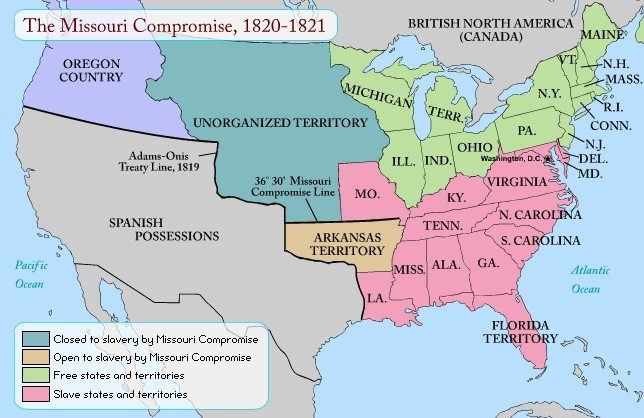 The Missouri Compromise, 1820-1821
BRITISH NORTH AMERICA
(CANADA)
MAINE
OREGON
COUNTRY
VT.
N.H.
MASS.
MICHIGAN
TERR.
N.Y.
R.I.
CONN.
UNORGANIZED TERRITORY
PA.
N.J.
OHIO
ILL.
IND.
Washington, D.C.
DEL.
MD.
Adams-Onis
Treaty Line, 1819
36° 30' Missouri
Compromise Line
MO.
KY.
VIRGINIA
N. CAROLINA
SPANISH
POSSESSIONS
TENN.
ARKANSAS
TERRITORY
S. CAROLINA
MISS.
ALA.
GA.
Pacific
Ocean
Atlantic
Ocean
LA.
FLORIDA
TERRITORY
Closed to slavery by Missouri Compromise
Open to slavery by Missouri Compromise
Free states and territories
Slave states and territories